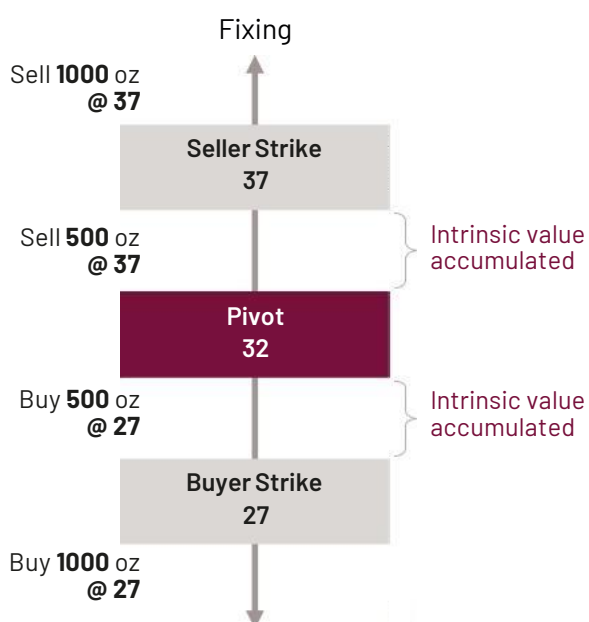 Fixing
Sell 1000 oz
@ 37
Seller Strike
37
Sell 500 oz
@ 37
Intrinsic value
accumulated
Pivot
32
Buy 500 oz
@ 27
Intrinsic value
accumulated
Buyer Strike
27
Buy 1000 oz
@ 27